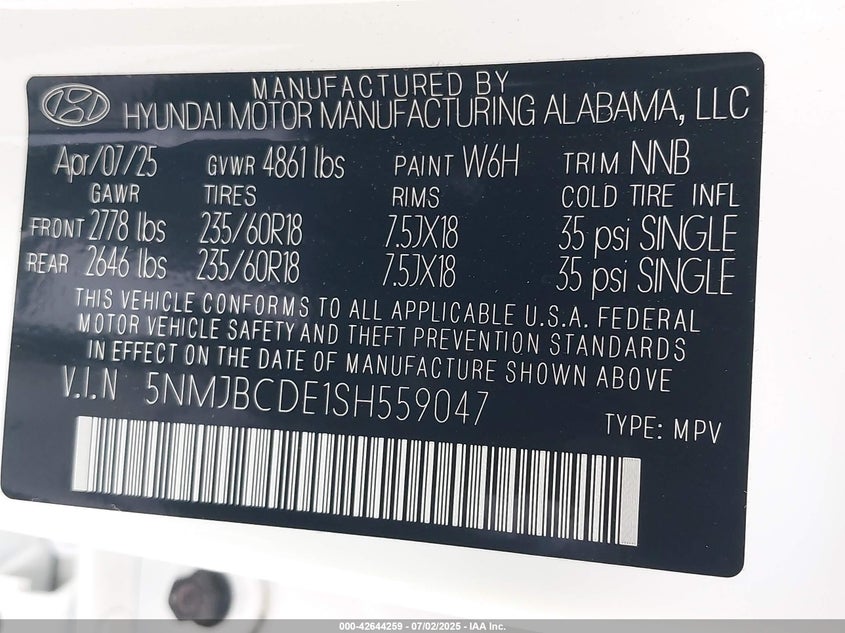 MANUFACTURED BY
HYUNDAI MOTOR MANUFACTURING ALABAMA, LLC
Apr/07/25 GVWR 4861 lbs PAINT W6H TRIM NNB
GAWR TIRES RIMS COLD TIRE INFL
FRONT 2778 lbs 235/60R18 7.5JX18 35 psi SINGLE
REAR 2646 lbs 235/60R18 7.5JX18 35 psi SINGLE
THIS VEHICLE CONFORMS TO ALL APPLICABLE U.S.A. FEDERAL
MOTOR VEHICLE SAFETY AND THEFT PREVENTION STANDARDS
IN EFFECT ON THE DATE OF MANUFACTURE SHOWN ABOVE
V.I.N 5NMJBCDE1SH559047
TYPE: MPV
000-42644259 - 07/02/2025 - IAA Inc.